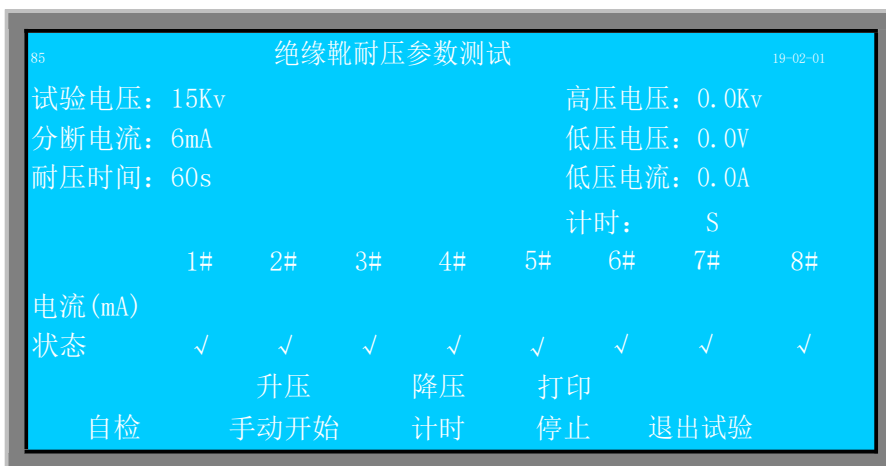 85 绝缘靴耐压参数测试 19-02-01
试验电压：15Kv 高压电压：0.0Kv
分断电流：6mA 低压电压：0.0V
耐压时间：60s 低压电流：0.0A
计时： S
1# 2# 3# 4# 5# 6# 7# 8#
电流(mA)
状态 √ √ √ √ √ √ √ √
升压 降压 打印
自检 手动开始 计时 停止 退出试验